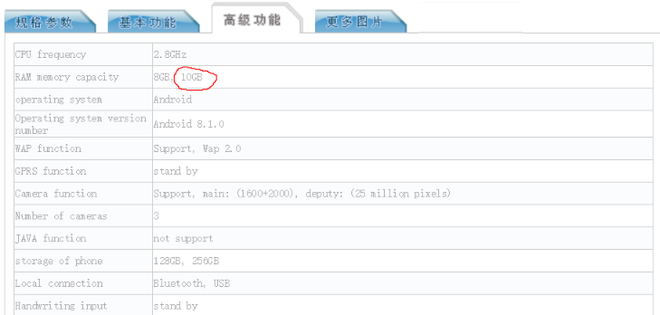 规格参数 基本功能 高级功能 更多图片
CPU frequency 2.8GHz
RAM memory capacity 8GB, 10GB
operating system Android
Operating system version
number Android 8.1.0
WAP function Support, Wap 2.0
GPRS function stand by
Camera function Support, main: (1600+2000), deputy: (25 million pixels)
Number of cameras 3
JAVA function not support
storage of phone 128GB, 256GB
Local connection Bluetooth, USB
Handwriting input stand by